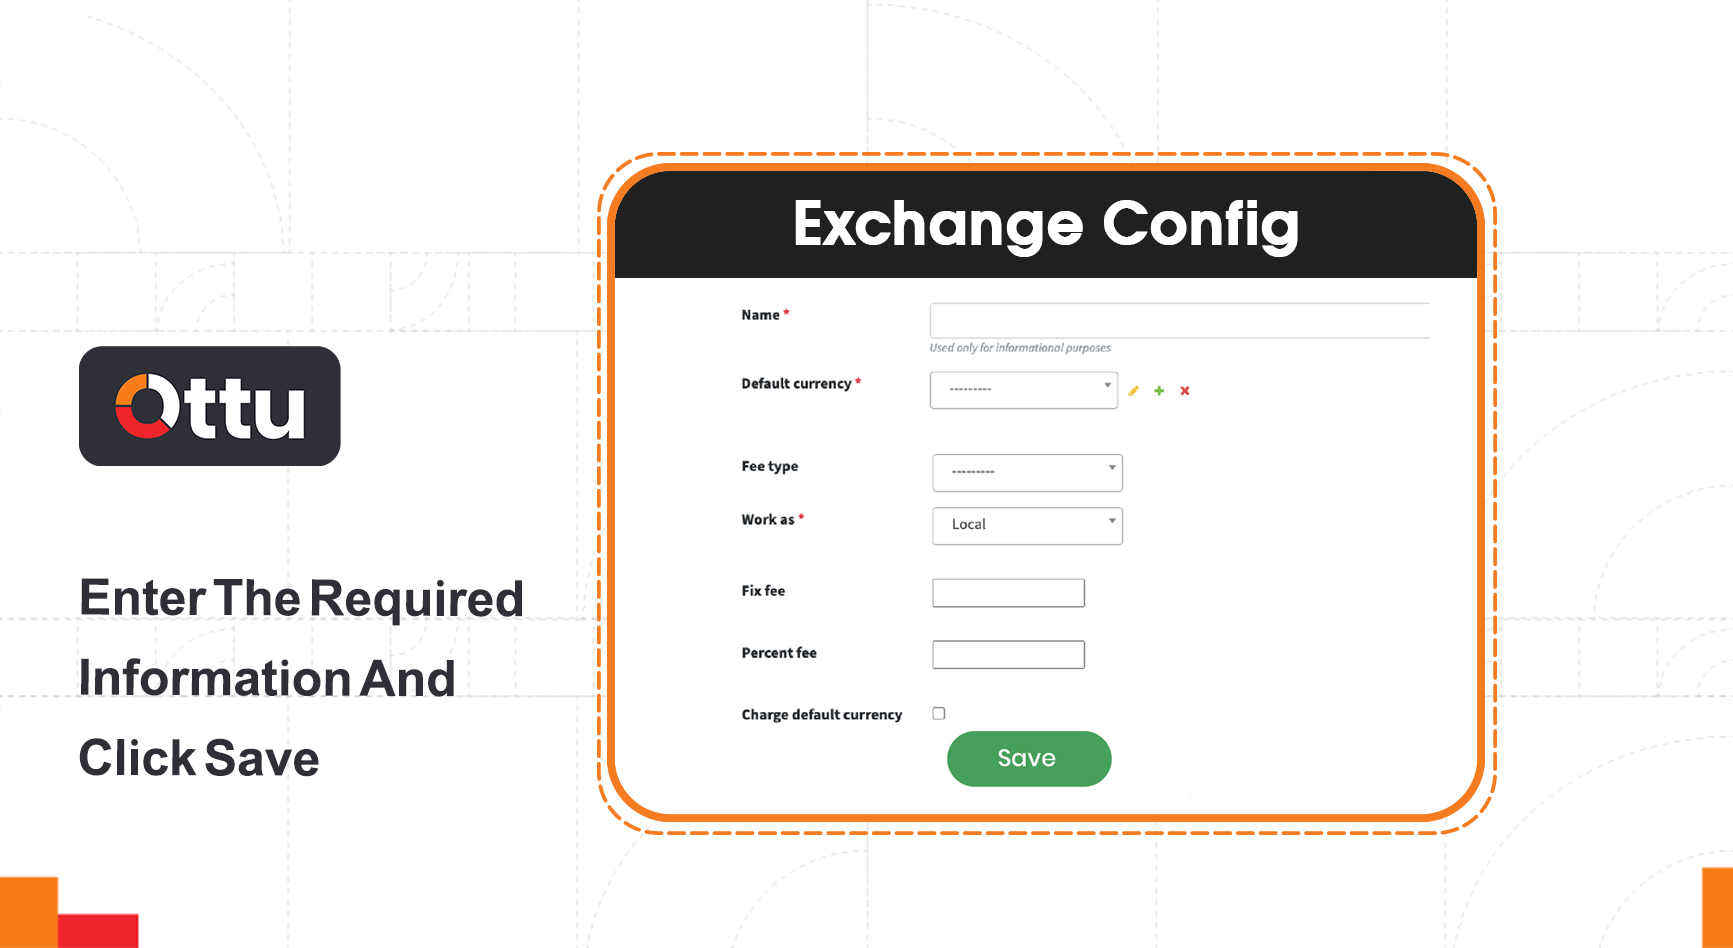 Ottu
Enter The Required
Information And
Click Save
Exchange Config
Name *
Used only for informational purposes
Default currency *
---------
Fee type
---------
Work as *
Local
Fix fee
Percent fee
Charge default currency
Save